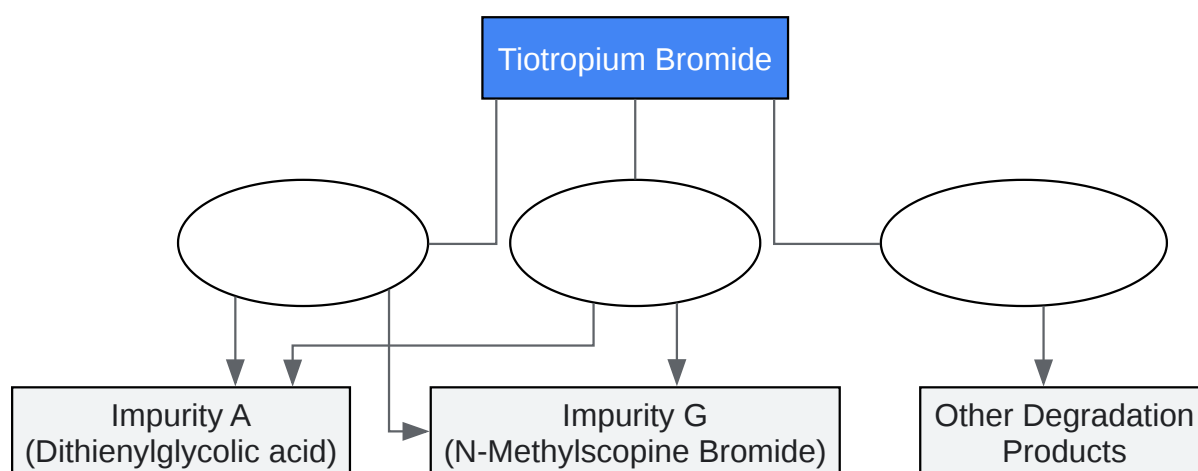 Tiotropium Bromide
Impurity A
(Dithienylglycolic acid)
Impurity G
(N-Methylscopine Bromide)
Other Degradation
Products